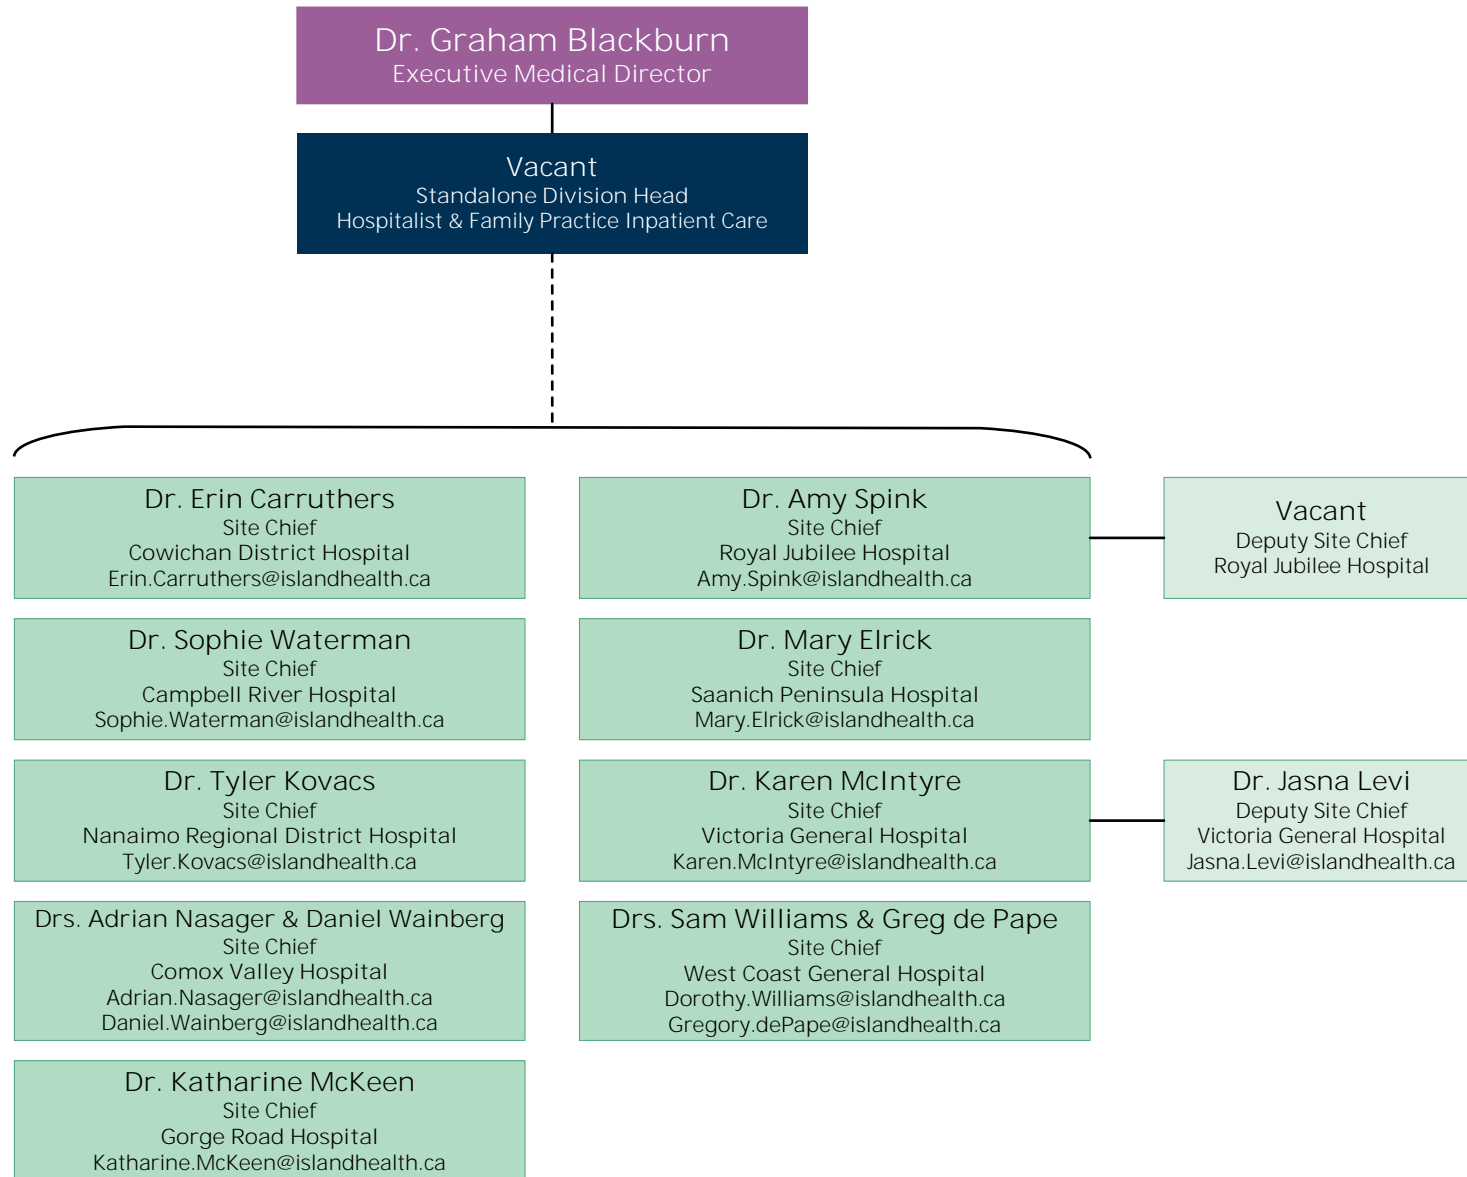 Dr. Graham Blackburn
Executive Medical Director
Vacant
Standalone Division Head
Hospitalist & Family Practice Inpatient Care
Dr. Erin Carruthers
Site Chief
Cowichan District Hospital
Erin.Carruthers@islandhealth.ca
Dr. Amy Spink
Site Chief
Royal Jubilee Hospital
Amy.Spink@islandhealth.ca
Vacant
Deputy Site Chief
Royal Jubilee Hospital
Dr. Sophie Waterman
Site Chief
Campbell River Hospital
Sophie.Waterman@islandhealth.ca
Dr. Mary Elrick
Site Chief
Saanich Peninsula Hospital
Mary.Elrick@islandhealth.ca
Dr. Tyler Kovacs
Site Chief
Nanaimo Regional District Hospital
Tyler.Kovacs@islandhealth.ca
Dr. Karen McIntyre
Site Chief
Victoria General Hospital
Karen.McIntyre@islandhealth.ca
Dr. Jasna Levi
Deputy Site Chief
Victoria General Hospital
Jasna.Levi@islandhealth.ca
Drs. Adrian Nasager & Daniel Wainberg
Site Chief
Comox Valley Hospital
Adrian.Nasager@islandhealth.ca
Daniel.Wainberg@islandhealth.ca
Drs. Sam Williams & Greg de Pape
Site Chief
West Coast General Hospital
Dorothy.Williams@islandhealth.ca
Gregory.dePape@islandhealth.ca
Dr. Katharine McKeen
Site Chief
Gorge Road Hospital
Katharine.McKeen@islandhealth.ca